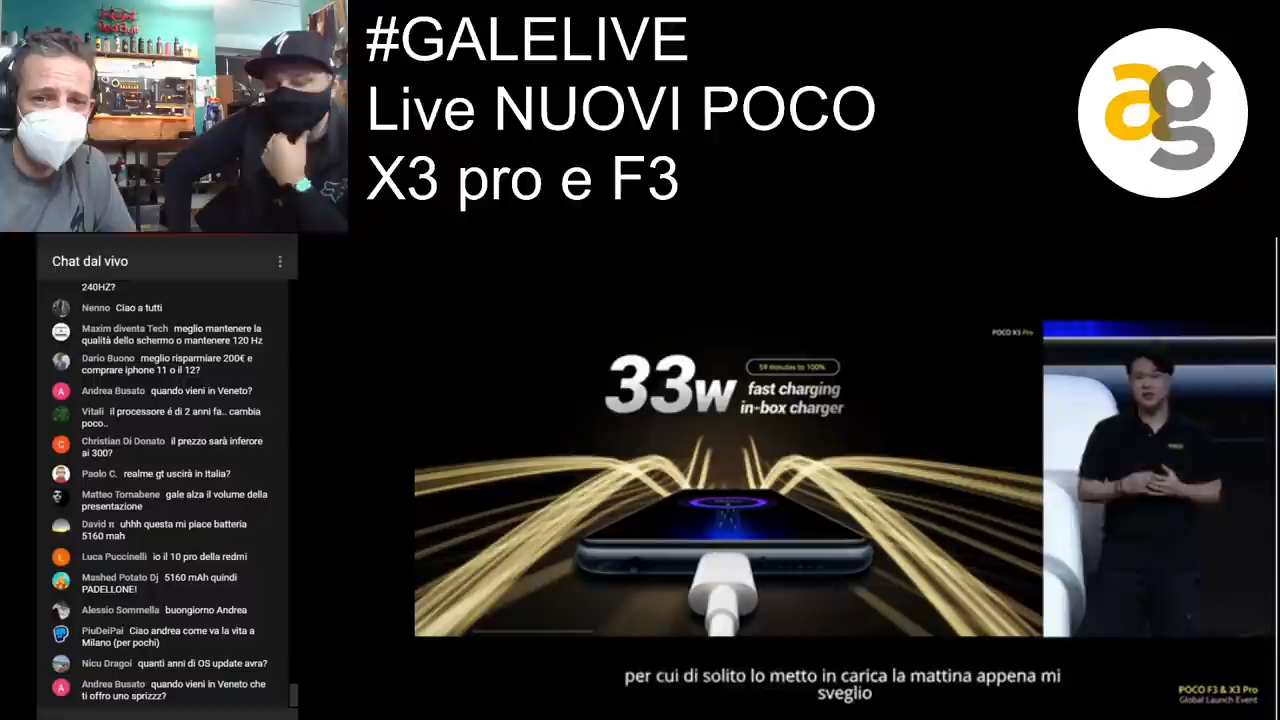 #GALELIVE
Live NUOVI POCO
X3 pro e F3
ag
Chat dal vivo
240HZ?
Nenno Ciao a tutti
Maxim diventa Tech meglio mantenere la
qualità dello schermo o mantenere 120 Hz
Dario Buono meglio risparmiare 200€ e
comprare iphone 11 o il 12?
A
Andrea Busato quando vieni in Veneto?
Vitali il processore é di 2 anni fa.. cambia
poco..
C
Christian Di Donato il prezzo sarà inferore
ai 300?
Paolo C. realme gt uscirà in Italia?
Matteo Tornabene gale alza il volume della
presentazione
David π uhhh questa mi piace batteria
5160 mah
L
Luca Puccinelli io il 10 pro della redmi
Mashed Potato Dj 5160 mAh quindi
PADELLONE!
Alessio Sommella buongiorno Andrea
PiuDeiPai Ciao andrea come va la vita a
Milano (per pochi)
Nicu Dragoi quanti anni di OS update avra?
A
Andrea Busato quando vieni in Veneto che
ti offro uno sprizzz?
POCO X3 Pro
33w
59 minutes to 100%
fast charging
in-box charger
per cui di solito lo metto in carica la mattina appena mi
sveglio
POCO F3 & X3 Pro
Global Launch Event